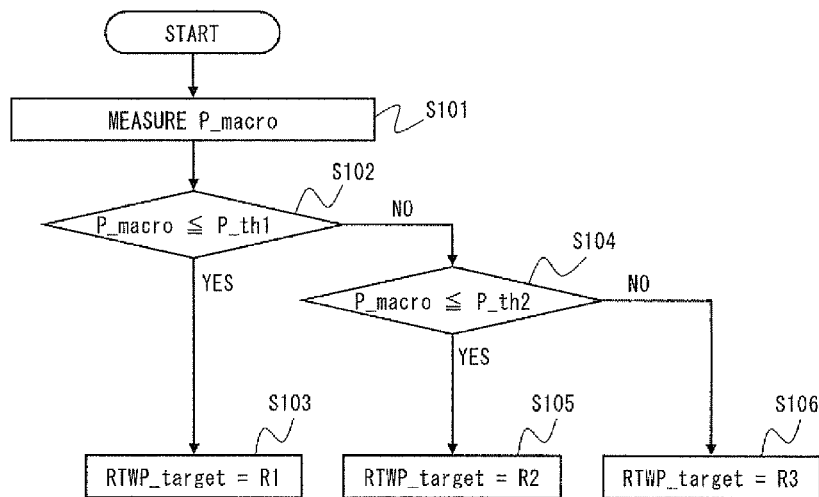 START
MEASURE P_macro
S101
S102
P_macro ≦ P_th1
NO
YES
S104
P_macro ≦ P_th2
NO
YES
S103
RTWP_target = R1
S105
RTWP_target = R2
S106
RTWP_target = R3